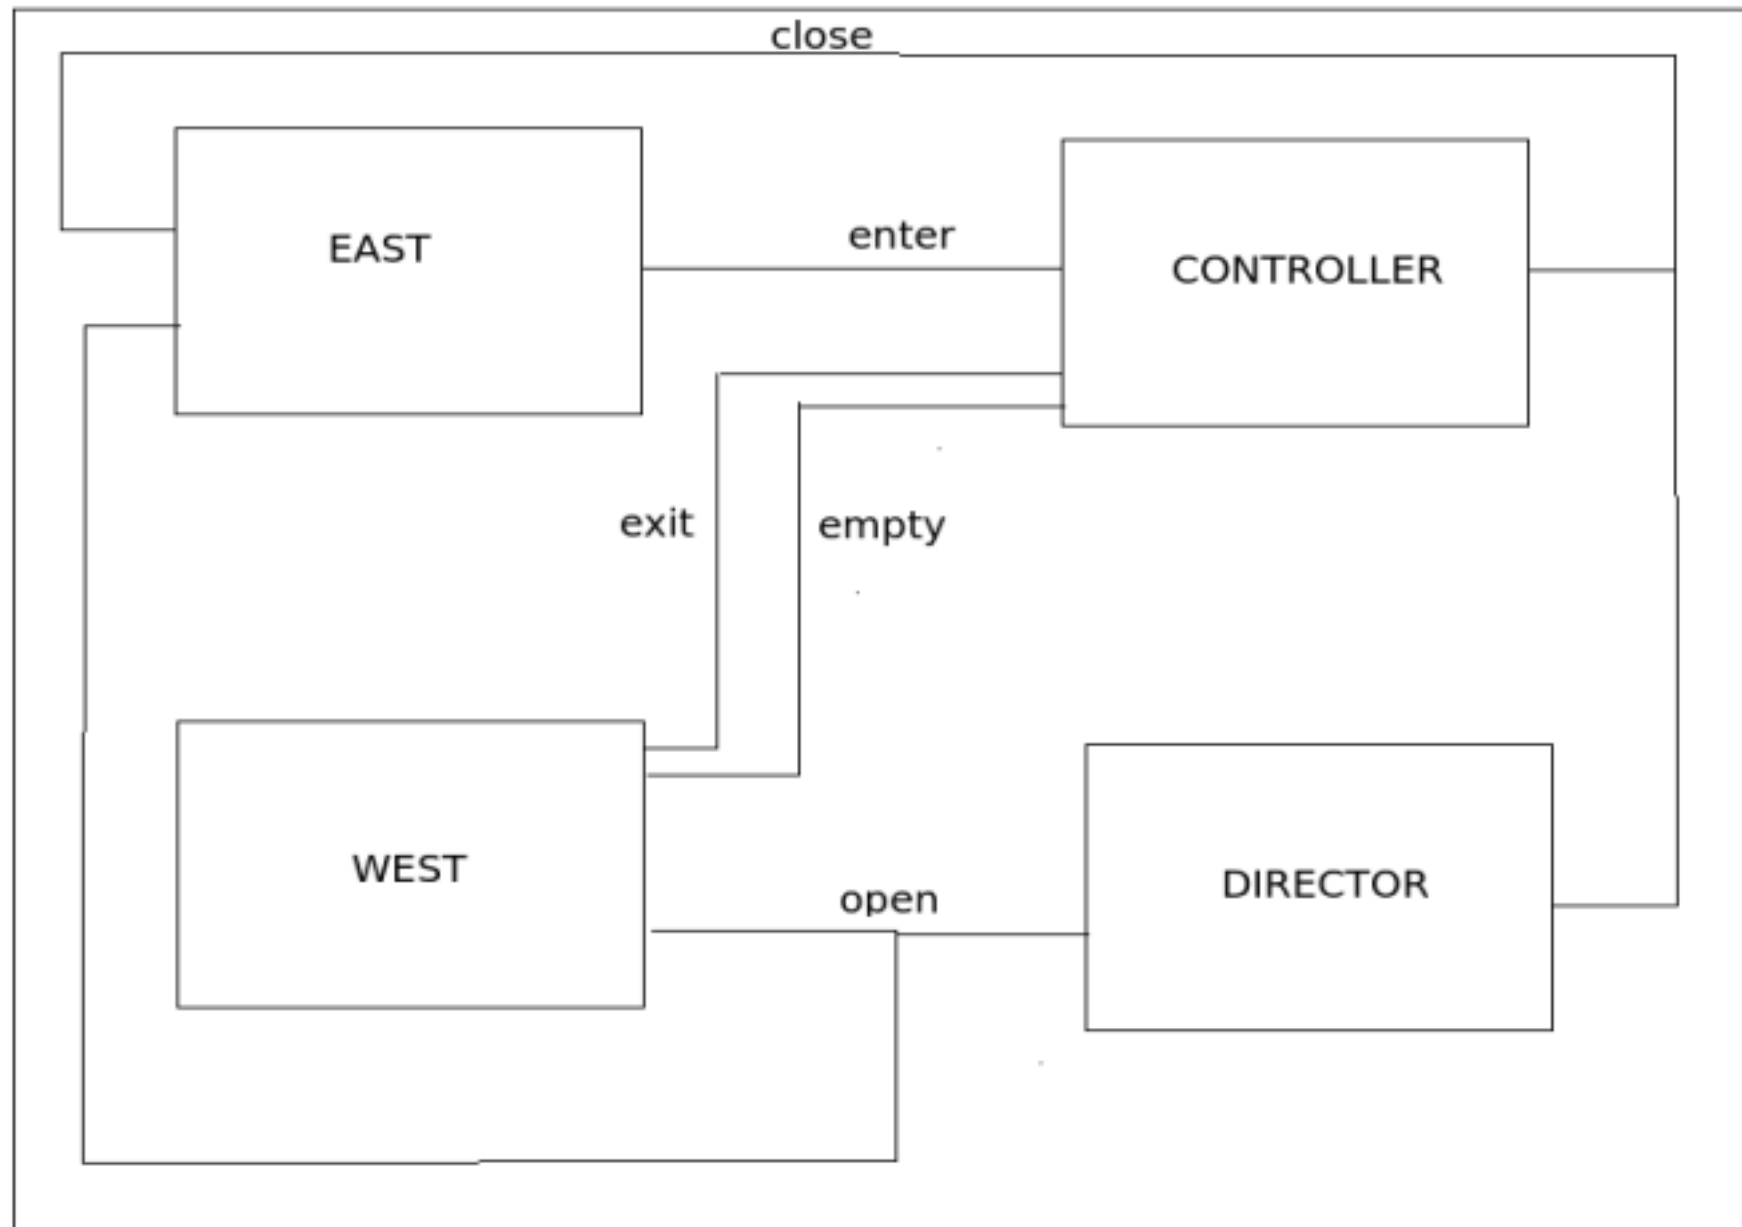 close
enter
EAST
CONTROLLER
exit
empty
WEST
open
DIRECTOR